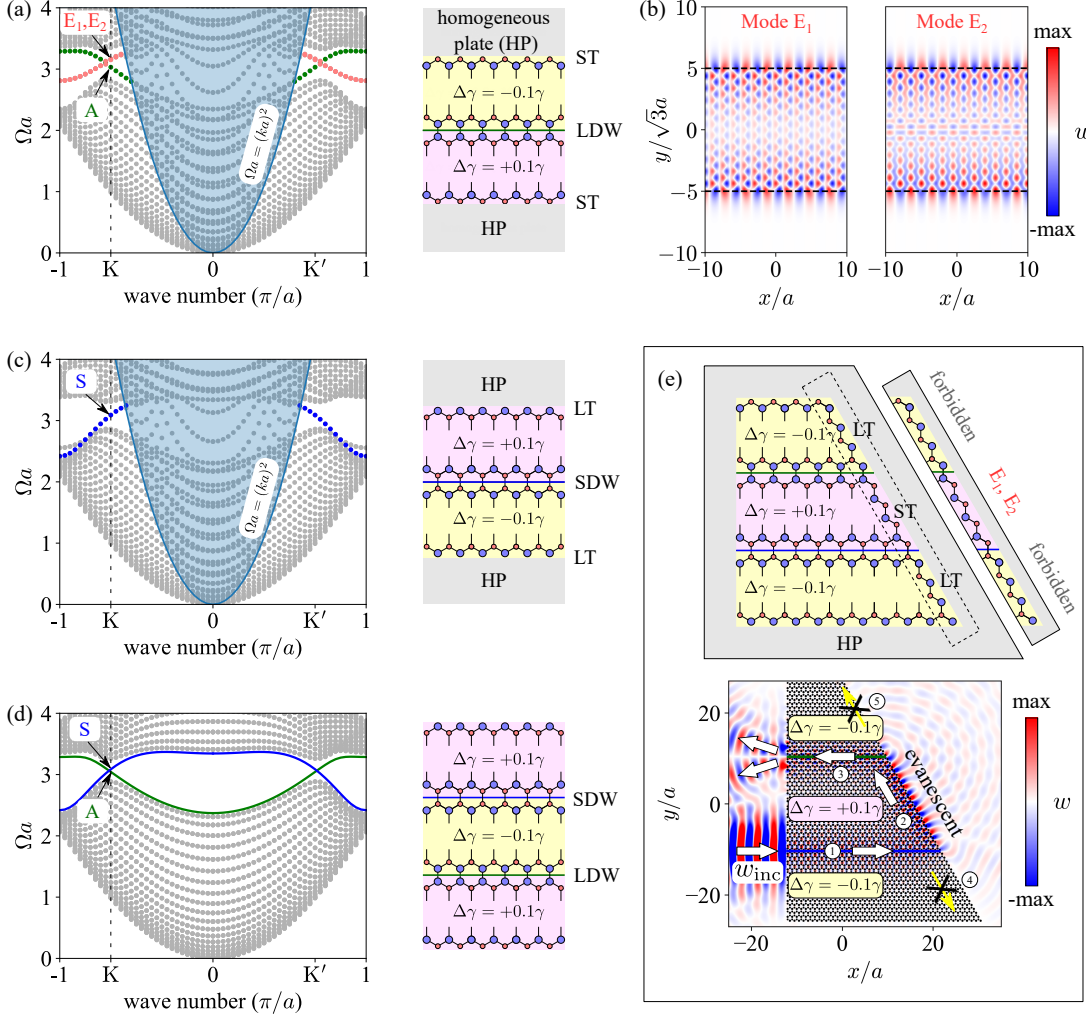 (a)
E₁,E₂
A
Ωa = (ka)²
4
3
2
1
0
Ωa
-1
K
0
K′
1
wave number (π/a)
homogeneous
plate (HP)
ST
Δγ = −0.1γ
LDW
Δγ = +0.1γ
ST
HP
(b)
Mode E₁
Mode E₂
10
5
0
−5
−10
y/√3a
−10
0
10
x/a
−10
0
10
x/a
max
w
-max
(c)
S
Ωa = (ka)²
4
3
2
1
0
Ωa
-1
K
0
K′
1
wave number (π/a)
HP
LT
Δγ = +0.1γ
SDW
Δγ = −0.1γ
LT
HP
(d)
S
A
4
3
2
1
0
Ωa
-1
K
0
K′
1
wave number (π/a)
Δγ = +0.1γ
SDW
Δγ = −0.1γ
LDW
Δγ = +0.1γ
(e)
forbidden
LT
Δγ = −0.1γ
E₁, E₂
Δγ = +0.1γ
ST
forbidden
Δγ = −0.1γ
LT
HP
5
Δγ = −0.1γ
3
evanescent
Δγ = +0.1γ
2
1
w_inc
Δγ = −0.1γ
4
20
0
−20
y/a
−20
0
20
x/a
max
w
-max